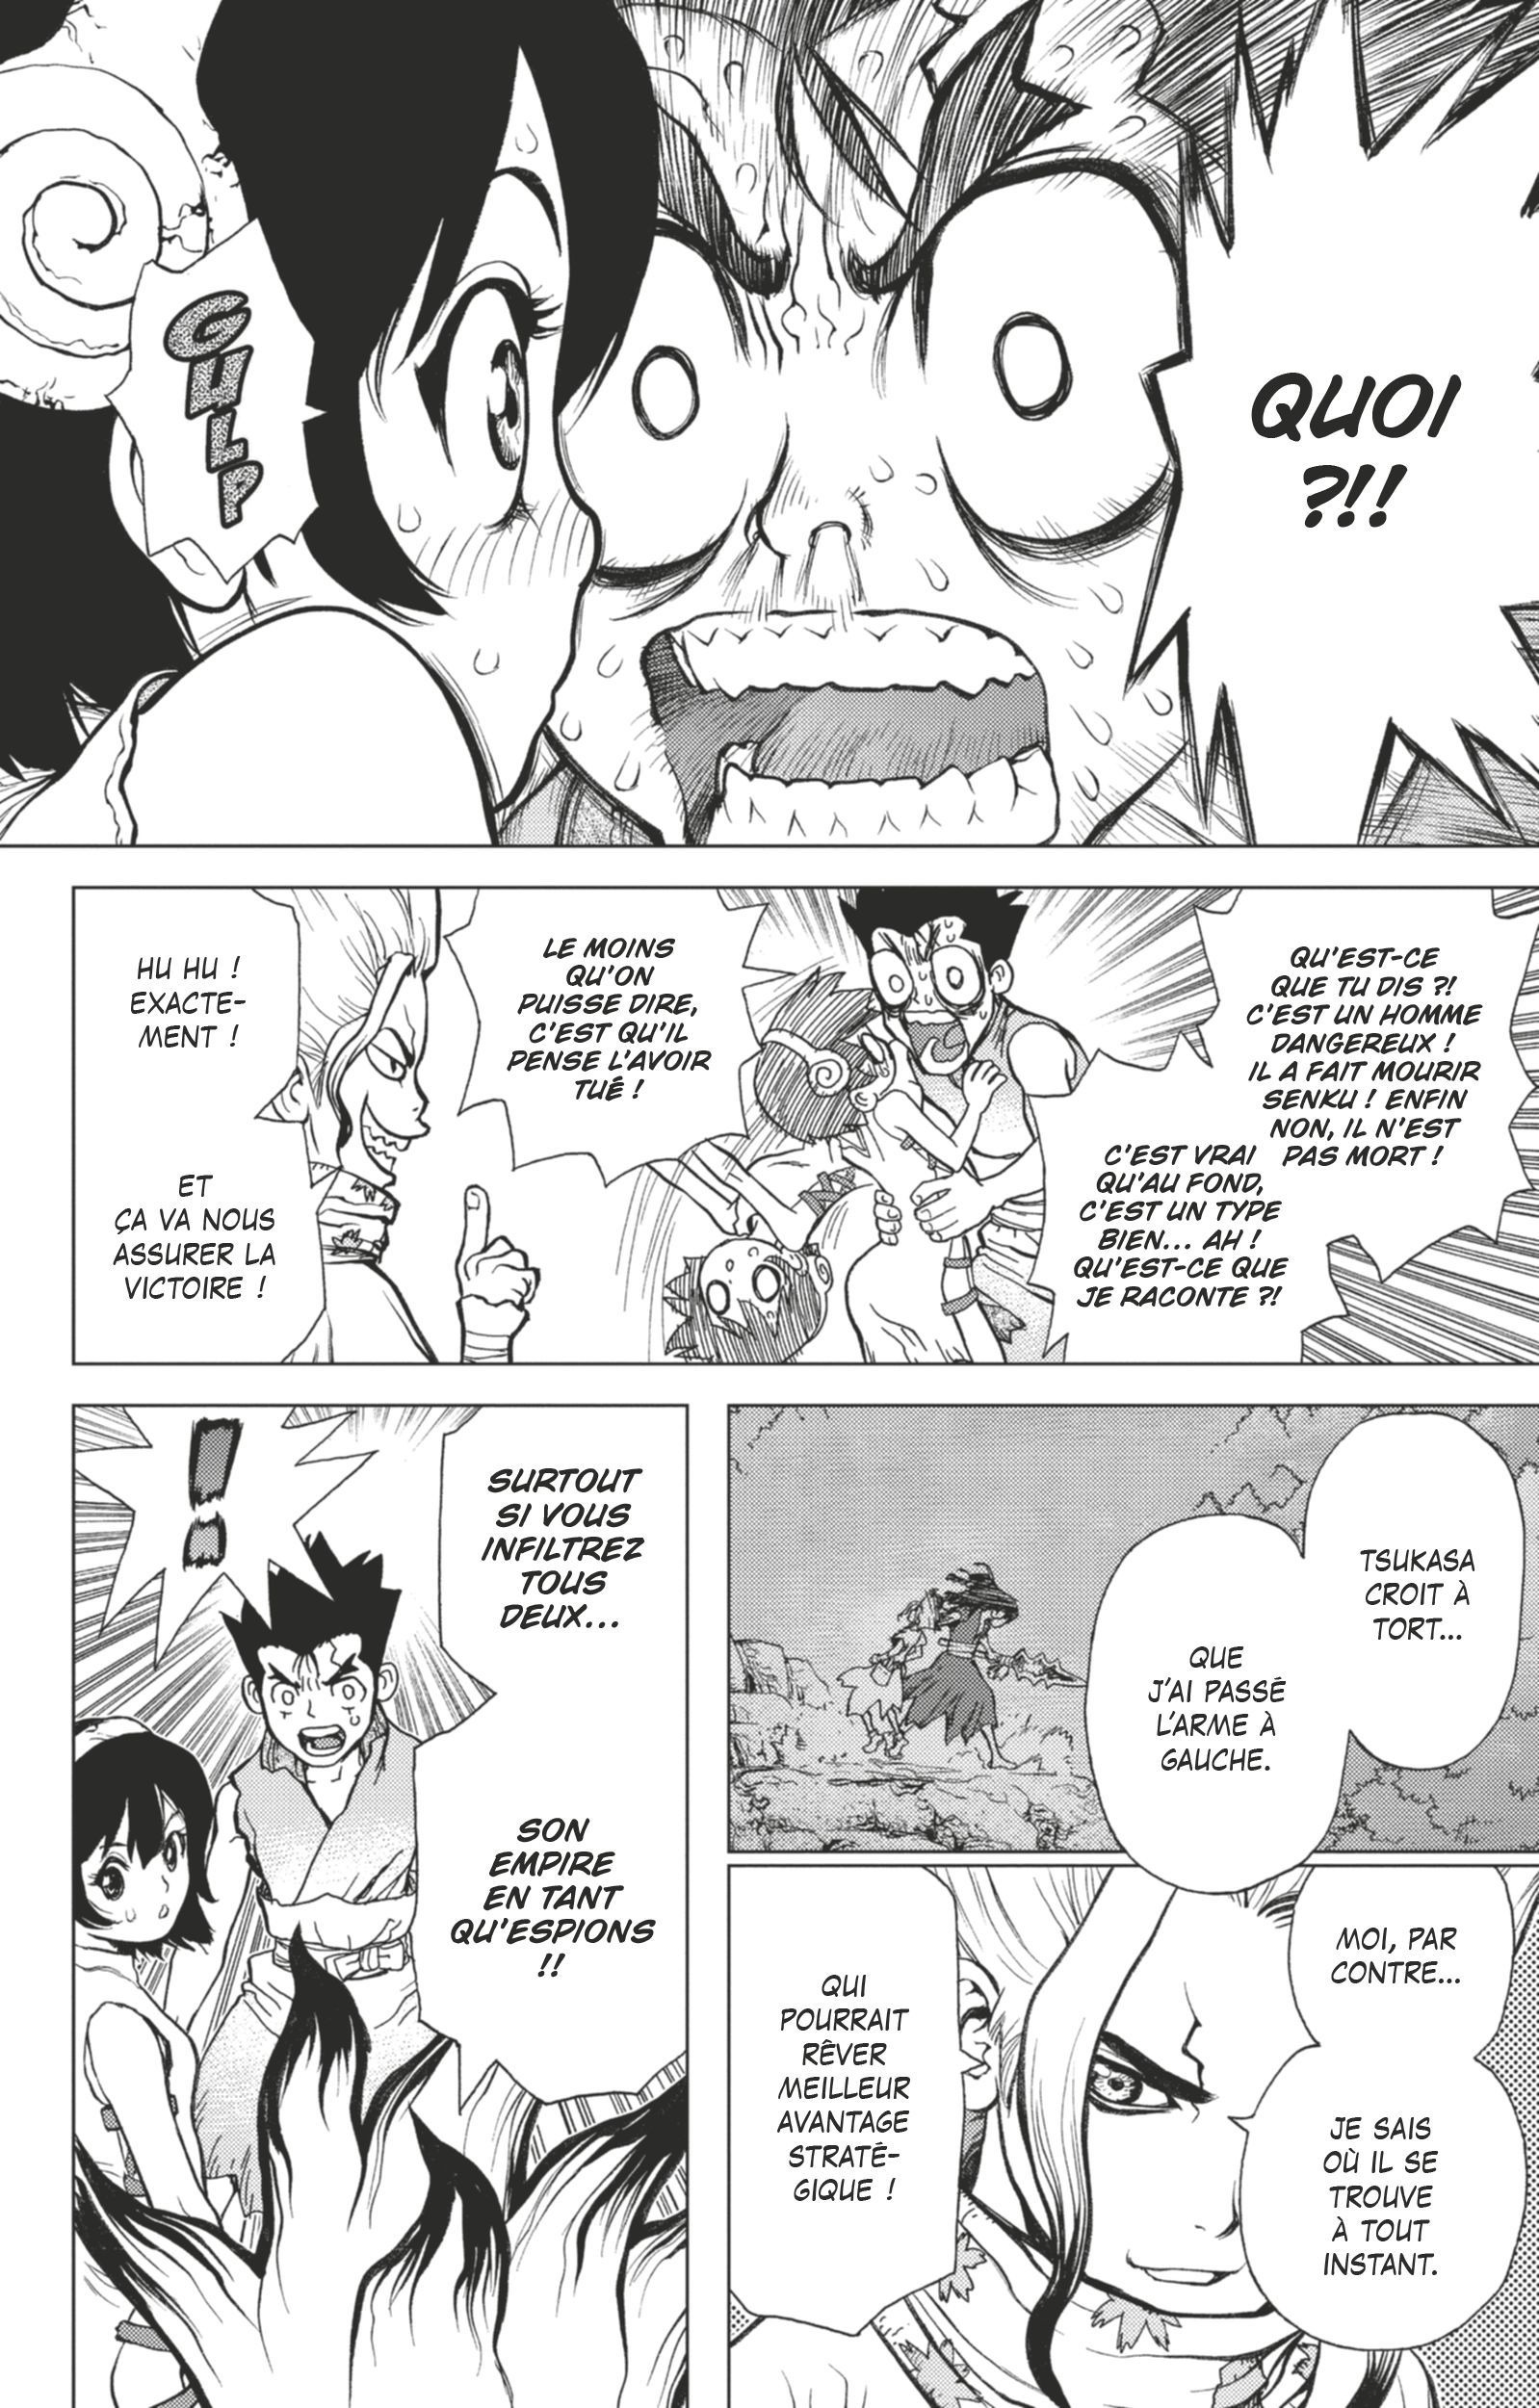 QUOI
?!!
GULP
QU'EST-CE
QUE TU DIS ?!
C'EST UN HOMME
DANGEREUX !
IL A FAIT MOURIR
SENKU ! ENFIN
NON, IL N'EST
PAS MORT !
C'EST VRAI
QU'AU FOND,
C'EST UN TYPE
BIEN... AH !
QU'EST-CE QUE
JE RACONTE ?!
LE MOINS
QU'ON
PUISSE DIRE,
C'EST QU'IL
PENSE L'AVOIR
TUÉ !
HU HU !
EXACTE-
MENT !
ET
ÇA VA NOUS
ASSURER LA
VICTOIRE !
TSUKASA
CROIT À
TORT...
QUE
J'AI PASSÉ
L'ARME À
GAUCHE.
MOI, PAR
CONTRE...
JE SAIS
OÙ IL SE
TROUVE
À TOUT
INSTANT.
QUI
POURRAIT
RÊVER
MEILLEUR
AVANTAGE
STRATÉ-
GIQUE !
SURTOUT
SI VOUS
INFILTREZ
TOUS
DEUX...
SON
EMPIRE
EN TANT
QU'ESPIONS
!!
!